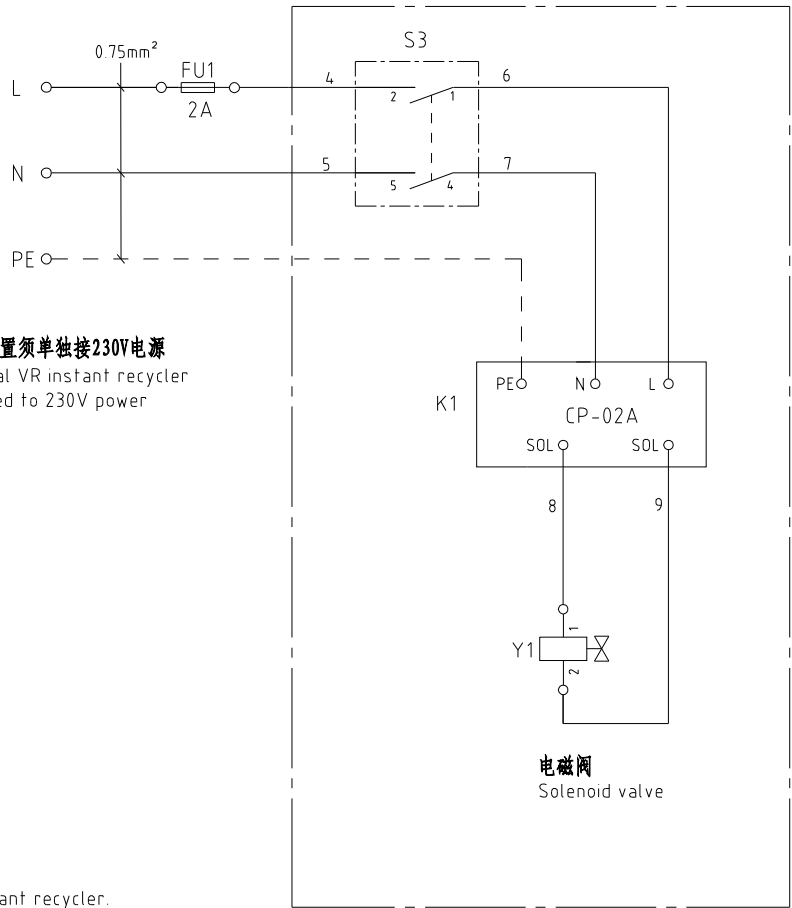 S3
0.75mm²
L
FU1
2A
4
2
1
6
N
5
5
4
7
PE
置须单独接230V电源
al VR instant recycler
ed to 230V power
K1
PE
N
L
CP-02A
SOL
SOL
8
9
Y1
1
2
电磁阀
Solenoid valve
ant recycler.